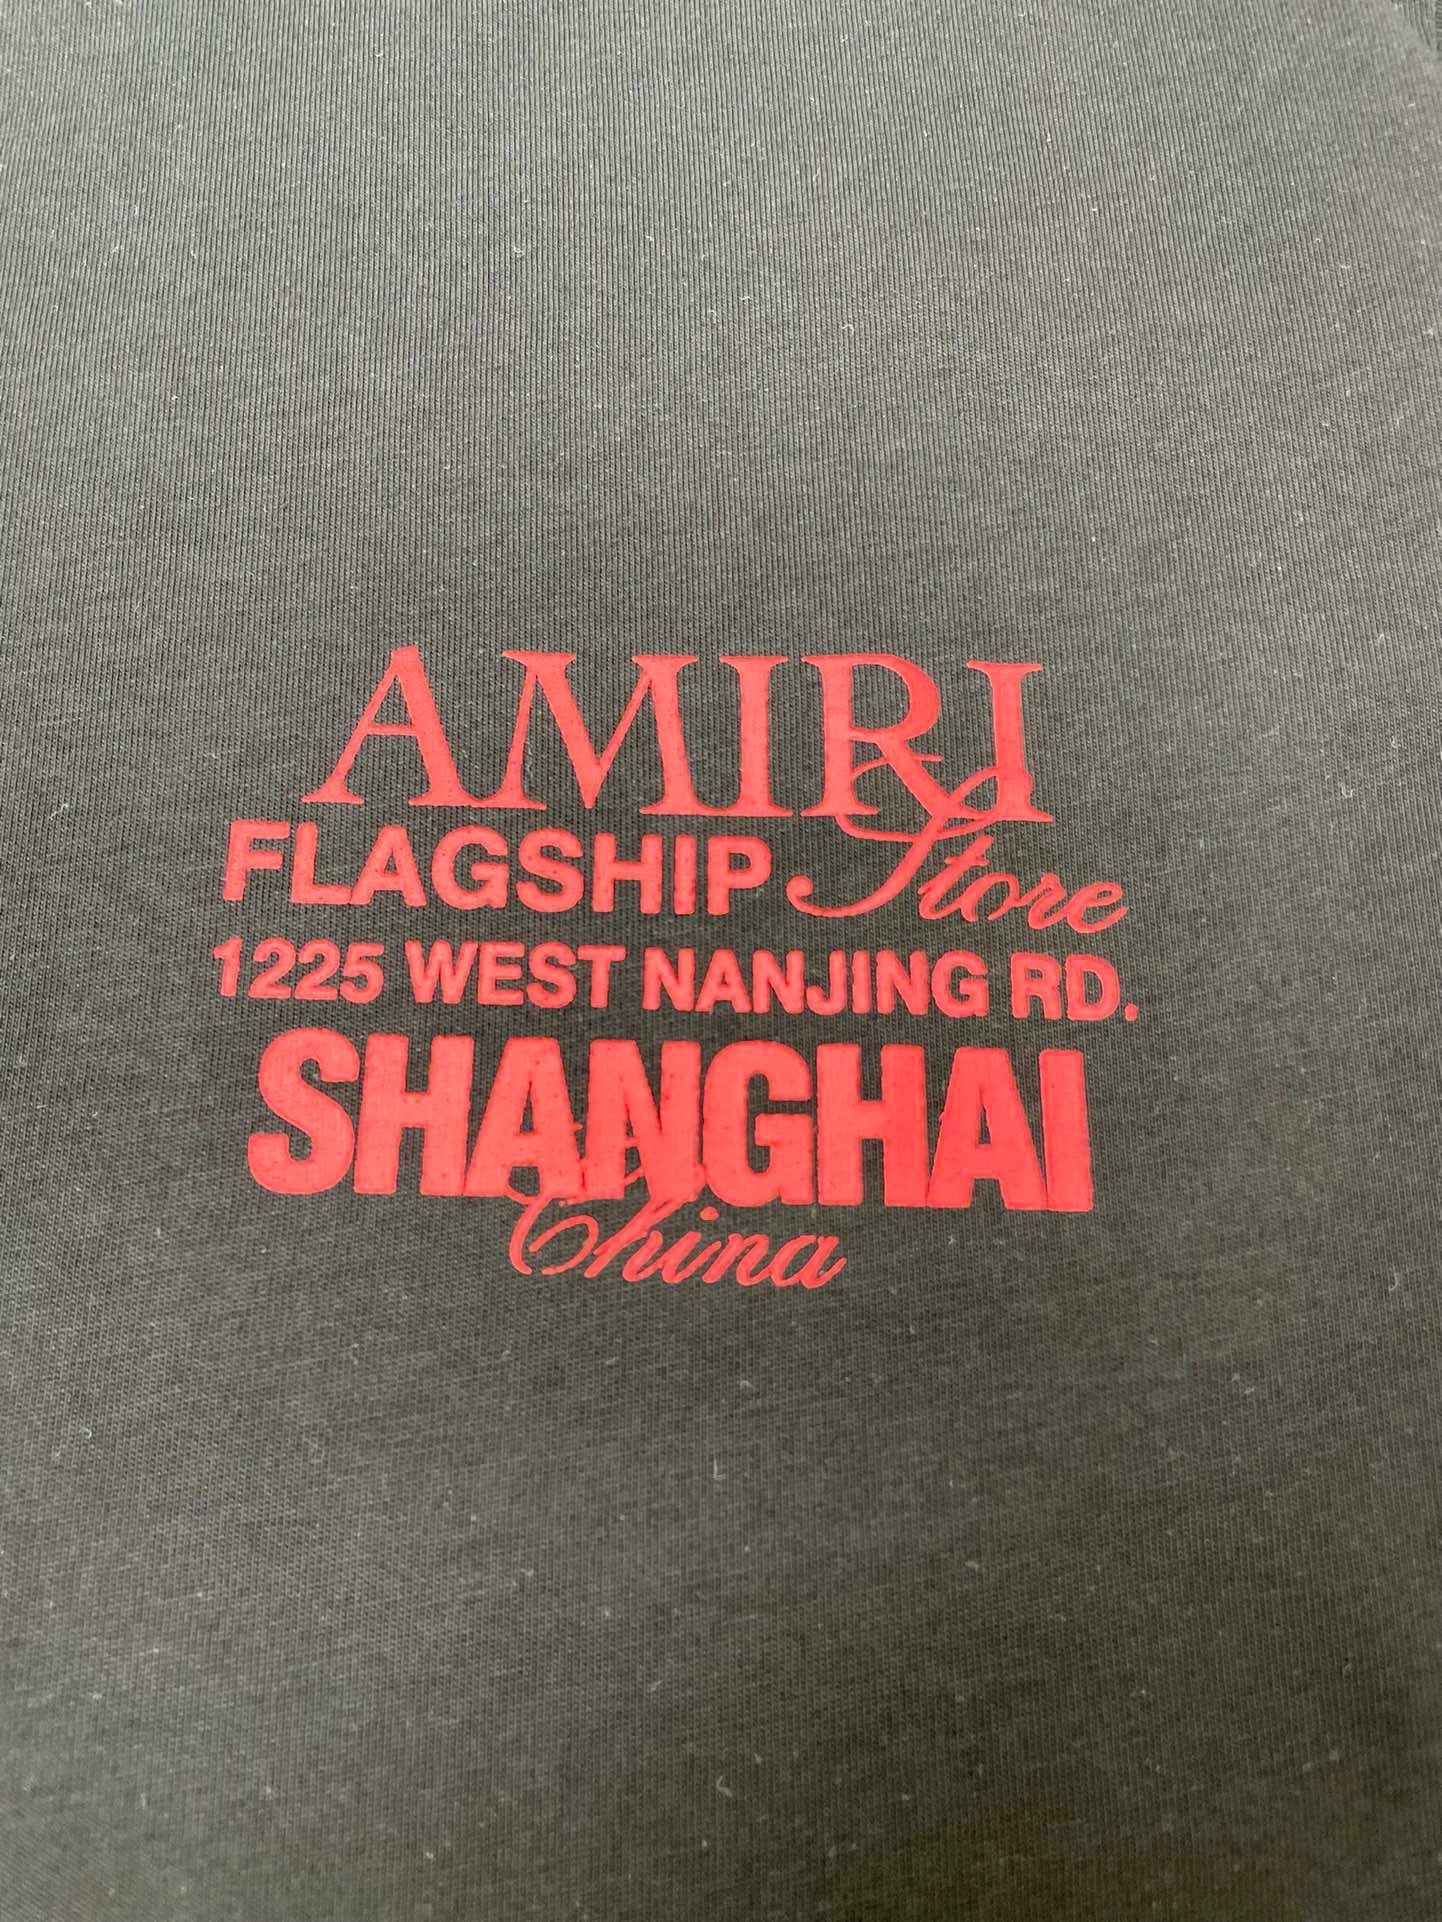 AMIRI
FLAGSHIP Store
1225 WEST NANJING RD.
SHANGHAI
China